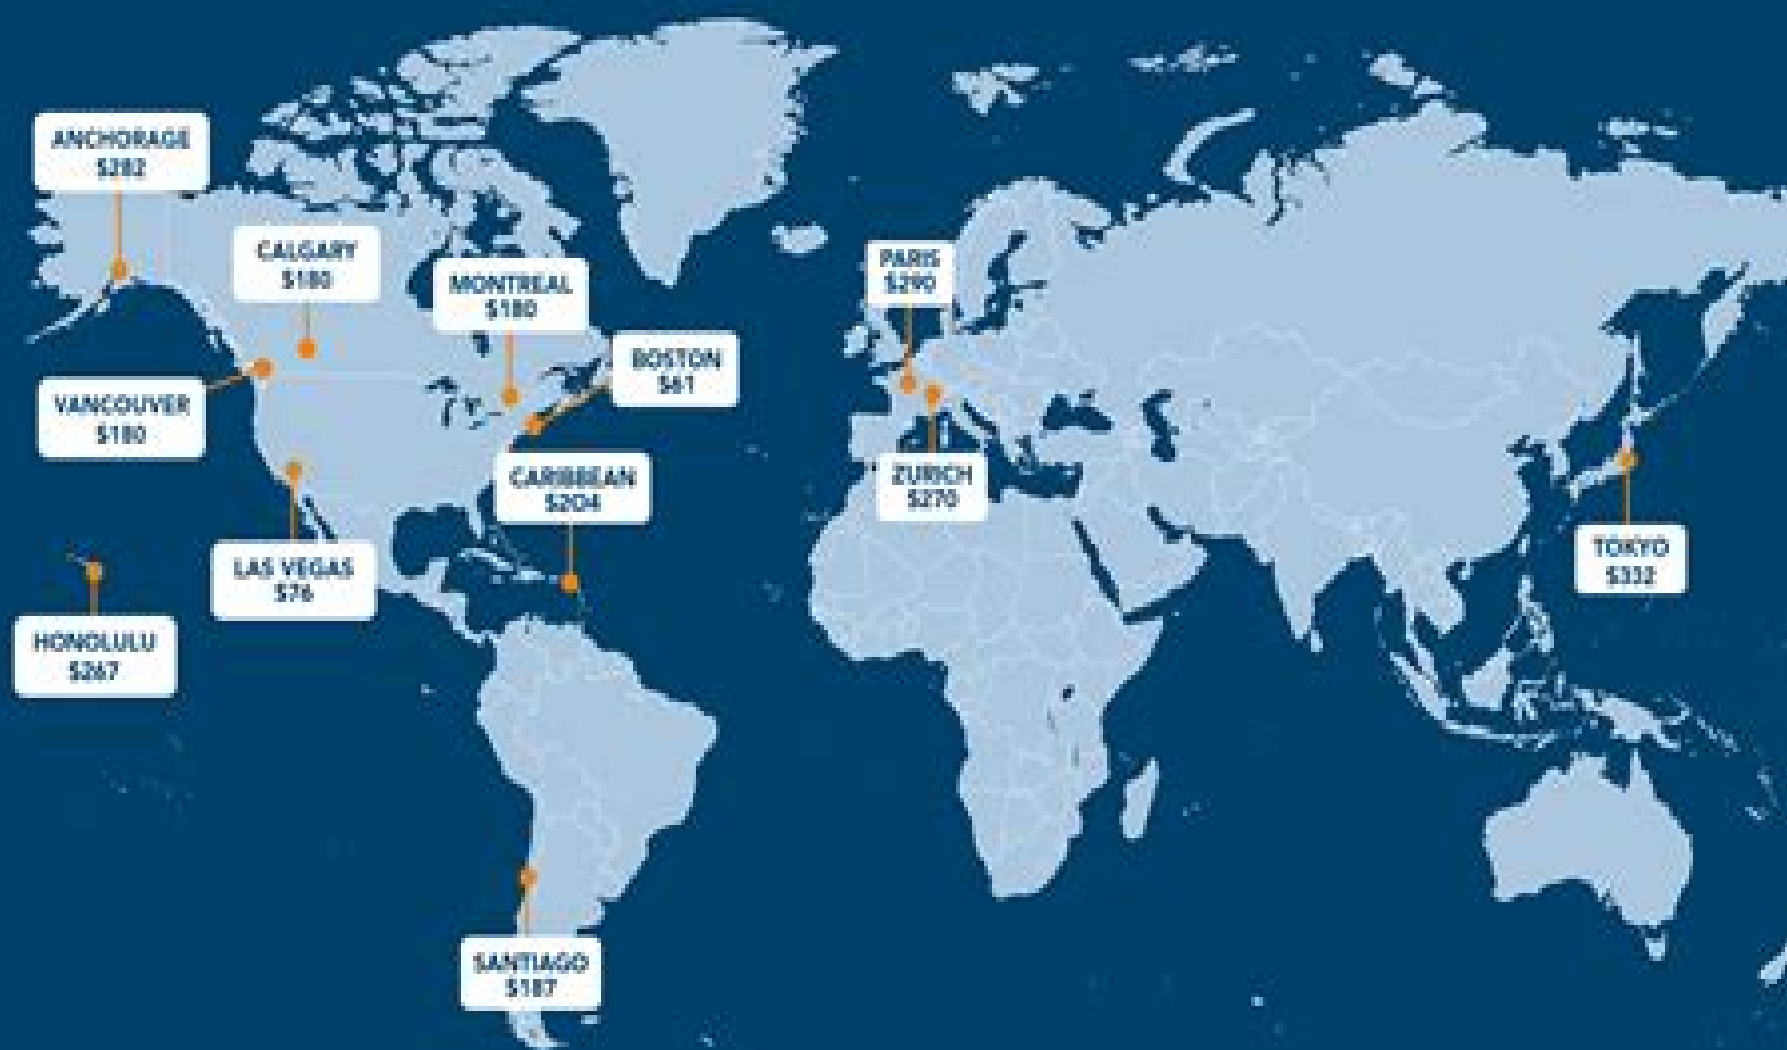 ANCHORAGE
$282
CALGARY
$180
MONTREAL
$180
PARIS
$290
BOSTON
$61
VANCOUVER
$180
CARIBBEAN
$204
ZURICH
$270
LAS VEGAS
$76
TOKYO
$332
HONOLULU
$267
SANTIAGO
$187